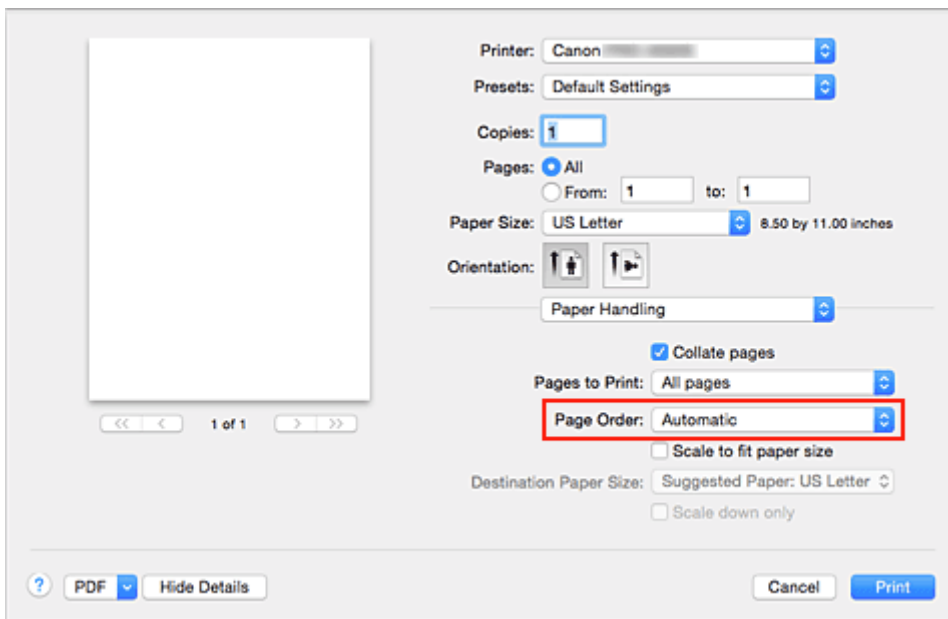 Printer: Canon
Presets: Default Settings
Copies: 1
Pages: All
From: 1 to: 1
Paper Size: US Letter 8.50 by 11.00 inches
Orientation:
Paper Handling
Collate pages
Pages to Print: All pages
1 of 1
Page Order: Automatic
Scale to fit paper size
Destination Paper Size: Suggested Paper: US Letter
Scale down only
? PDF Hide Details Cancel Print